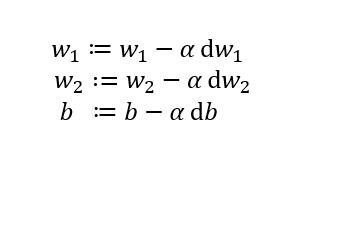 w₁ := w₁ − α dw₁
w₂ := w₂ − α dw₂
b := b − α db